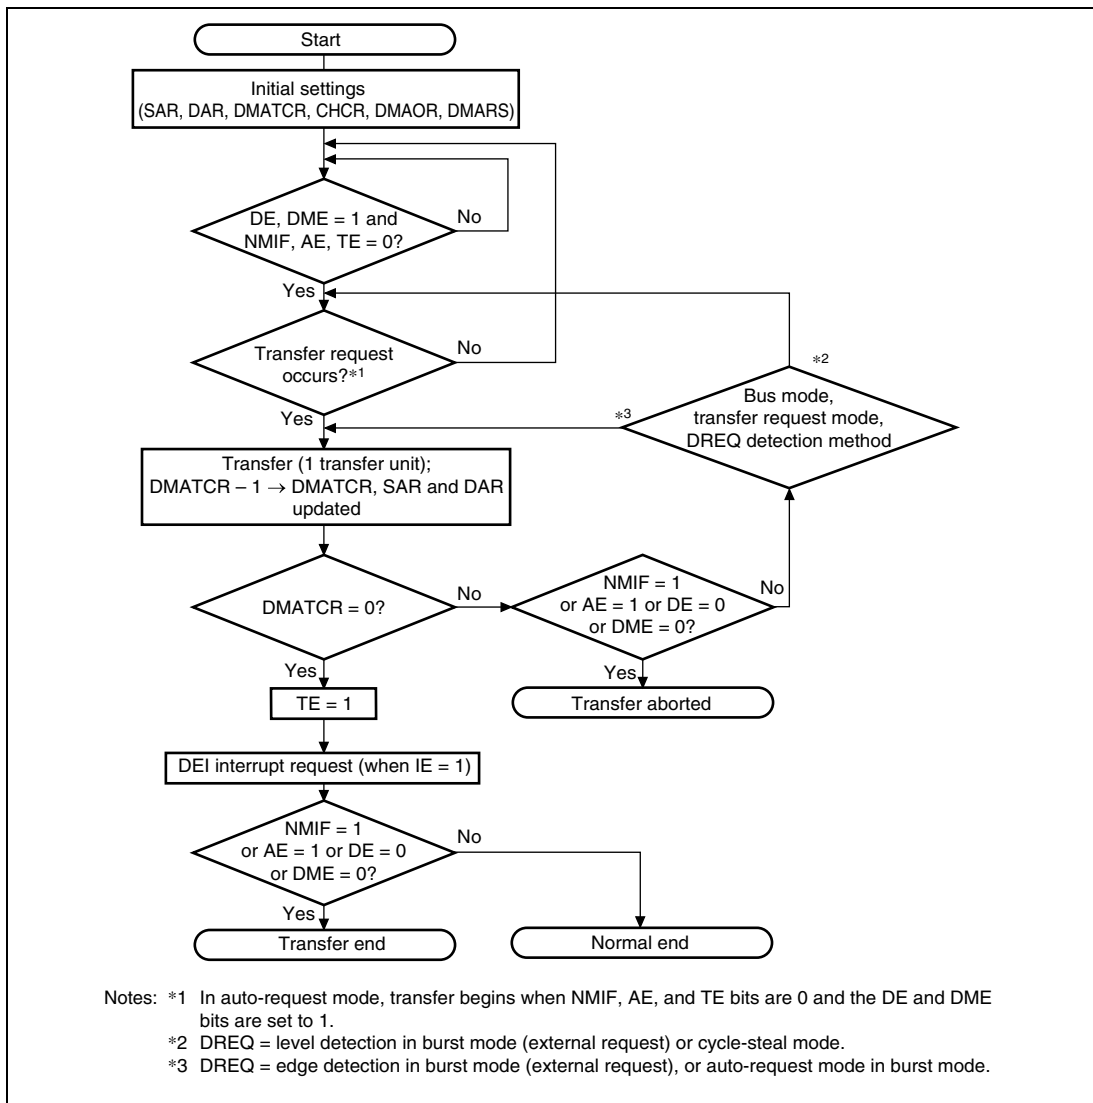 Start
Initial settings
(SAR, DAR, DMATCR, CHCR, DMAOR, DMARS)
DE, DME = 1 and
NMIF, AE, TE = 0?
No
Yes
Transfer request
occurs?*1
No
Yes
*2
Bus mode,
transfer request mode,
DREQ detection method
*3
Transfer (1 transfer unit);
DMATCR – 1 → DMATCR, SAR and DAR
updated
DMATCR = 0?
No
NMIF = 1
or AE = 1 or DE = 0
or DME = 0?
No
Yes
Yes
Transfer aborted
TE = 1
DEI interrupt request (when IE = 1)
NMIF = 1
or AE = 1 or DE = 0
or DME = 0?
No
Yes
Transfer end
Normal end
Notes: *1 In auto-request mode, transfer begins when NMIF, AE, and TE bits are 0 and the DE and DME
bits are set to 1.
*2 DREQ = level detection in burst mode (external request) or cycle-steal mode.
*3 DREQ = edge detection in burst mode (external request), or auto-request mode in burst mode.